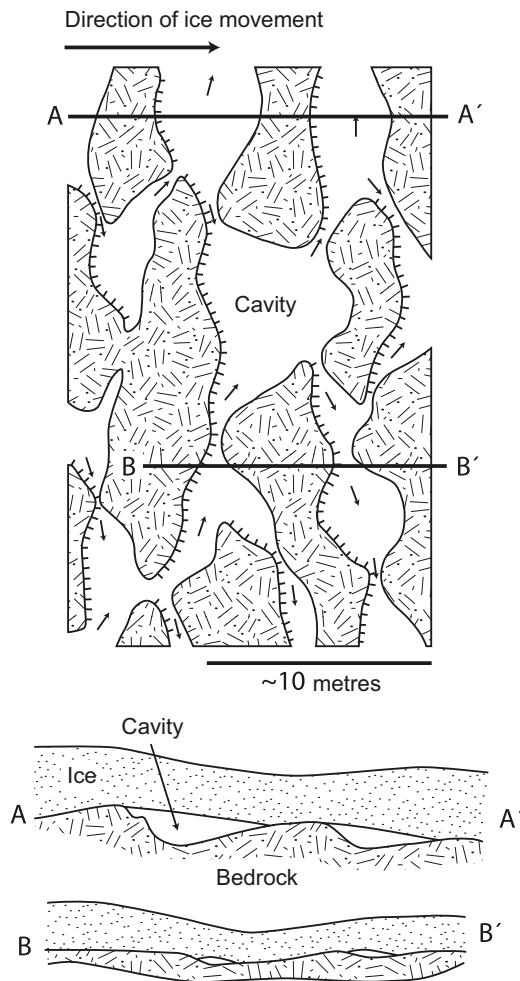 Direction of ice movement
A A´
Cavity
B B´
~10 metres
Cavity
Ice
A A´
Bedrock
B B´